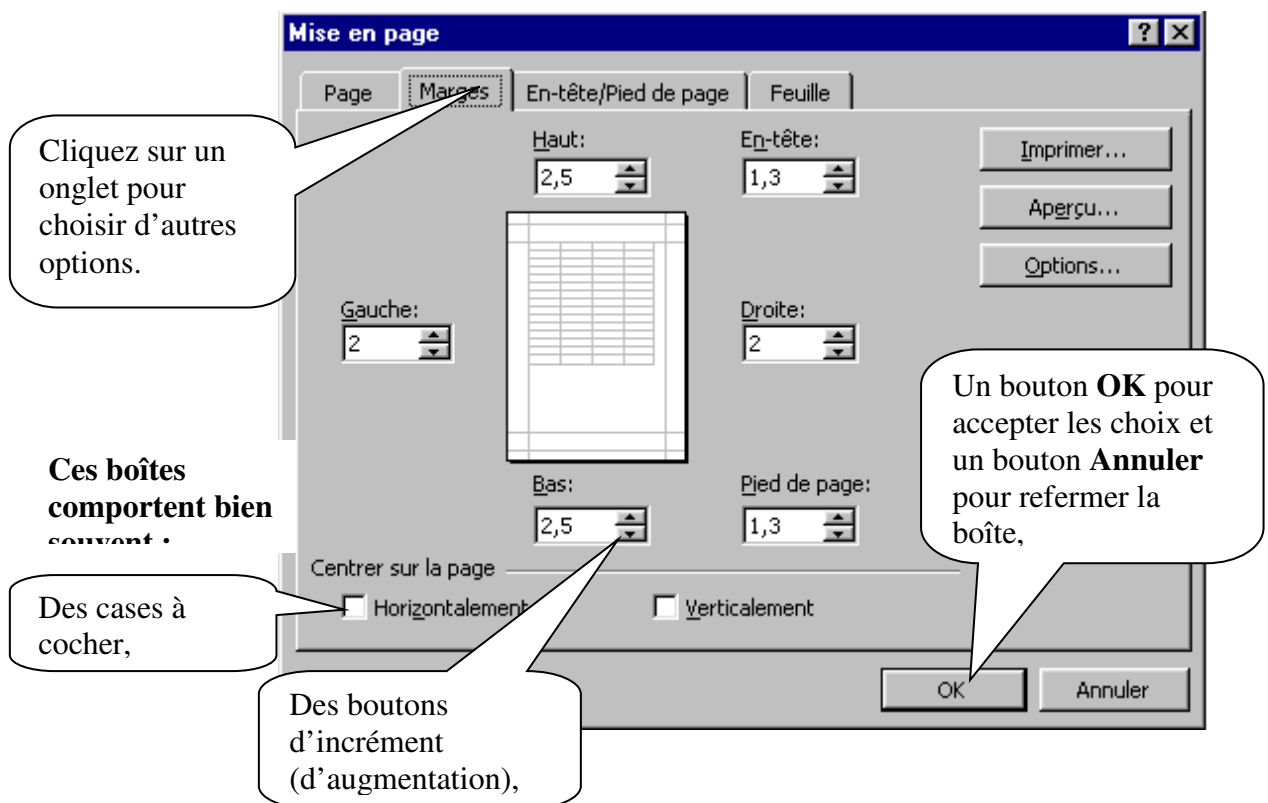 Mise en page
Page Marges En-tête/Pied de page Feuille
Cliquez sur un
onglet pour
choisir d’autres
options.
Haut: En-tête:
2,5 1,3
Imprimer...
Aperçu...
Options...
Gauche: Droite:
2 2
Ces boîtes
comportent bien
souvent :
Bas: Pied de page:
2,5 1,3
Un bouton OK pour
accepter les choix et
un bouton Annuler
pour refermer la
boîte,
Centrer sur la page
Horizontalement Verticalement
Des cases à
cocher,
Des boutons
d’incrément
(d’augmentation),
OK Annuler